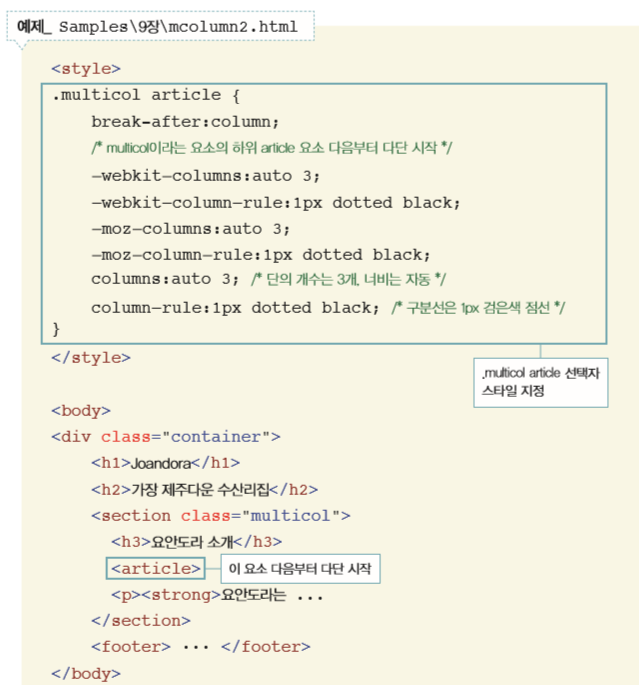 예제_ Samples\9장\mcolumn2.html
<style>
.multicol article {
break-after:column;
/* multicol이라는 요소의 하위 article 요소 다음부터 다단 시작 */
-webkit-columns:auto 3;
-webkit-column-rule:1px dotted black;
-moz-columns:auto 3;
-moz-column-rule:1px dotted black;
columns:auto 3; /* 단의 개수는 3개, 너비는 자동 */
column-rule:1px dotted black; /* 구분선은 1px 검은색 점선 */
}
</style>
.multicol article 선택자
스타일 지정
<body>
<div class="container">
<h1>Joandora</h1>
<h2>가장 제주다운 수산리집</h2>
<section class="multicol">
<h3>요안도라 소개</h3>
<article> 이 요소 다음부터 다단 시작
<p><strong>요안도라는 ...
</section>
<footer> ... </footer>
</body>